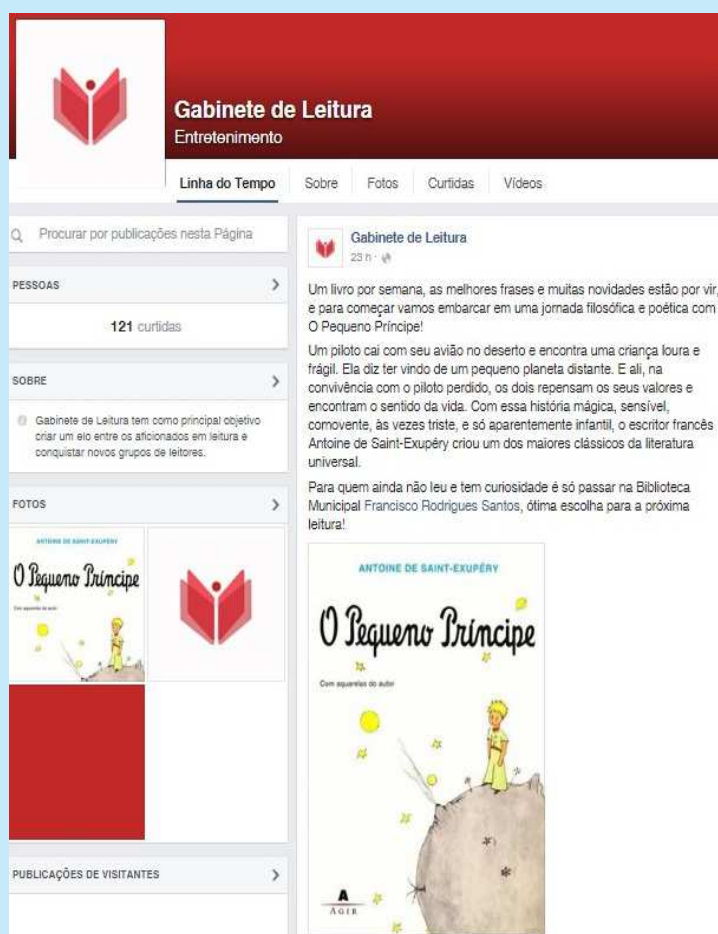 Gabinete de Leitura
Entretenimento
Linha do Tempo
Sobre
Fotos
Curtidas
Vídeos
Procurar por publicações nesta Página
PESSOAS
121 curtidas
SOBRE
Gabinete de Leitura tem como principal objetivo
criar um elo entre os aficionados em leitura e
conquistar novos grupos de leitores.
FOTOS
ANTOINE DE SAINT-EXUPÉRY
O Pequeno Príncipe
Com aquarelas do autor
PUBLICAÇÕES DE VISITANTES
Gabinete de Leitura
23 h ·
Um livro por semana, as melhores frases e muitas novidades estão por vir,
e para começar vamos embarcar em uma jornada filosófica e poética com
O Pequeno Príncipe!
Um piloto cai com seu avião no deserto e encontra uma criança loura e
frágil. Ela diz ter vindo de um pequeno planeta distante. E ali, na
convivência com o piloto perdido, os dois repensam os seus valores e
encontram o sentido da vida. Com essa história mágica, sensível,
comovente, às vezes triste, e só aparentemente infantil, o escritor francês
Antoine de Saint-Exupéry criou um dos maiores clássicos da literatura
universal.
Para quem ainda não leu e tem curiosidade é só passar na Biblioteca
Municipal Francisco Rodrigues Santos, ótima escolha para a próxima
leitura!
ANTOINE DE SAINT-EXUPÉRY
O Pequeno Príncipe
Com aquarelas do autor
A
AGIR